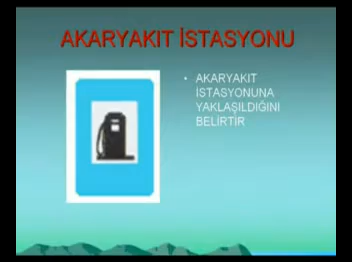 AKARYAKIT İSTASYONU
• AKARYAKIT
İSTASYONUNA
YAKLAŞILDIĞINI
BELİRTİR